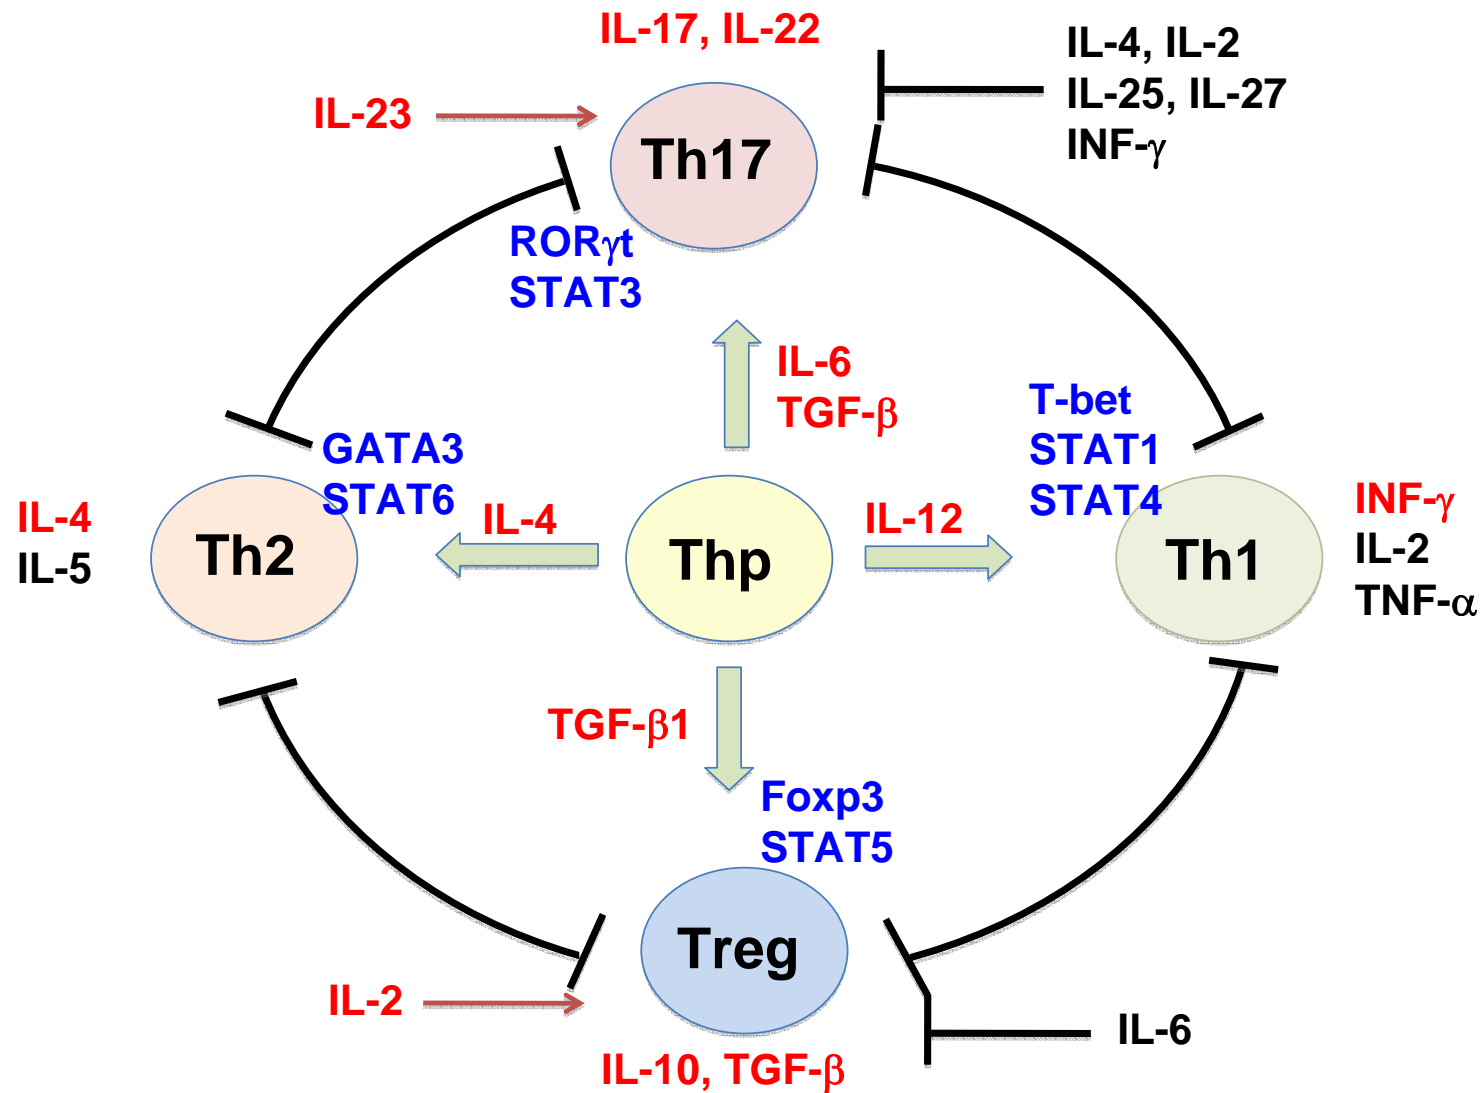 IL-17, IL-22
IL-4, IL-2
IL-25, IL-27
INF-γ
IL-23
Th17
RORγt
STAT3
IL-6
TGF-β
T-bet
STAT1
STAT4
GATA3
STAT6
IL-4
IL-5
Th2
IL-4
Thp
IL-12
Th1
INF-γ
IL-2
TNF-α
TGF-β1
Foxp3
STAT5
Treg
IL-2
IL-6
IL-10, TGF-β